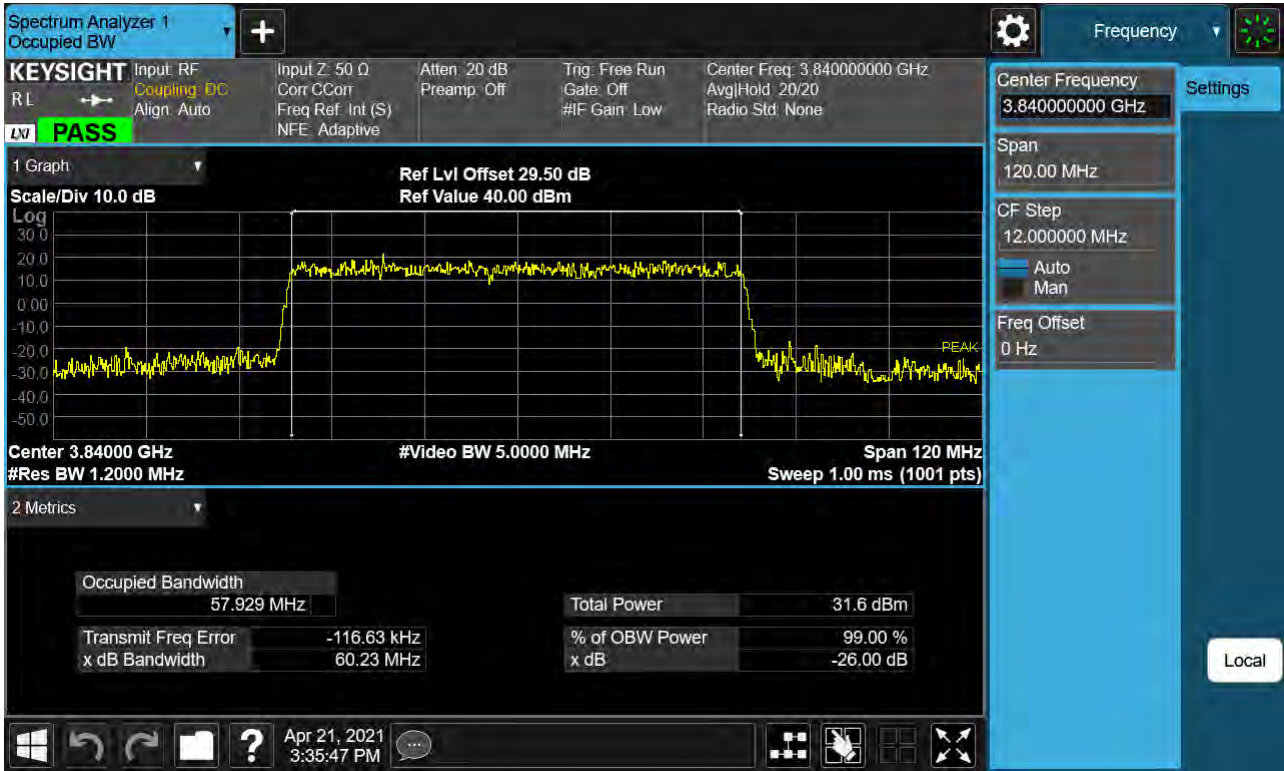 Spectrum Analyzer 1
Occupied BW
+
Frequency
KEYSIGHT
RL
LXI PASS
Input: RF
Coupling: DC
Align: Auto
Input Z: 50 Ω
Corr CCorr
Freq Ref: Int (S)
NFE: Adaptive
Atten: 20 dB
Preamp: Off
Trig: Free Run
Gate: Off
#IF Gain: Low
Center Freq: 3.840000000 GHz
Avg|Hold: 20/20
Radio Std: None
Center Frequency
3.840000000 GHz
Settings
Span
120.00 MHz
CF Step
12.000000 MHz
Auto
Man
Freq Offset
0 Hz
Local
1 Graph
Scale/Div 10.0 dB
Ref Lvl Offset 29.50 dB
Ref Value 40.00 dBm
Log
30.0
20.0
10.0
0.00
-10.0
-20.0
-30.0
-40.0
-50.0
PEAK
Center 3.84000 GHz
#Video BW 5.0000 MHz
Span 120 MHz
#Res BW 1.2000 MHz
Sweep 1.00 ms (1001 pts)
2 Metrics
Occupied Bandwidth
57.929 MHz
Total Power 31.6 dBm
Transmit Freq Error -116.63 kHz
% of OBW Power 99.00 %
x dB Bandwidth 60.23 MHz
x dB -26.00 dB
?
Apr 21, 2021
3:35:47 PM